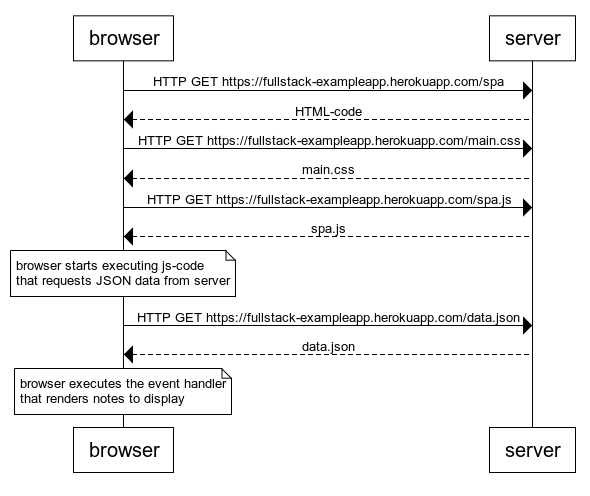 browser
server
HTTP GET https://fullstack-exampleapp.herokuapp.com/spa
HTML-code
HTTP GET https://fullstack-exampleapp.herokuapp.com/main.css
main.css
HTTP GET https://fullstack-exampleapp.herokuapp.com/spa.js
spa.js
browser starts executing js-code
that requests JSON data from server
HTTP GET https://fullstack-exampleapp.herokuapp.com/data.json
data.json
browser executes the event handler
that renders notes to display
browser
server